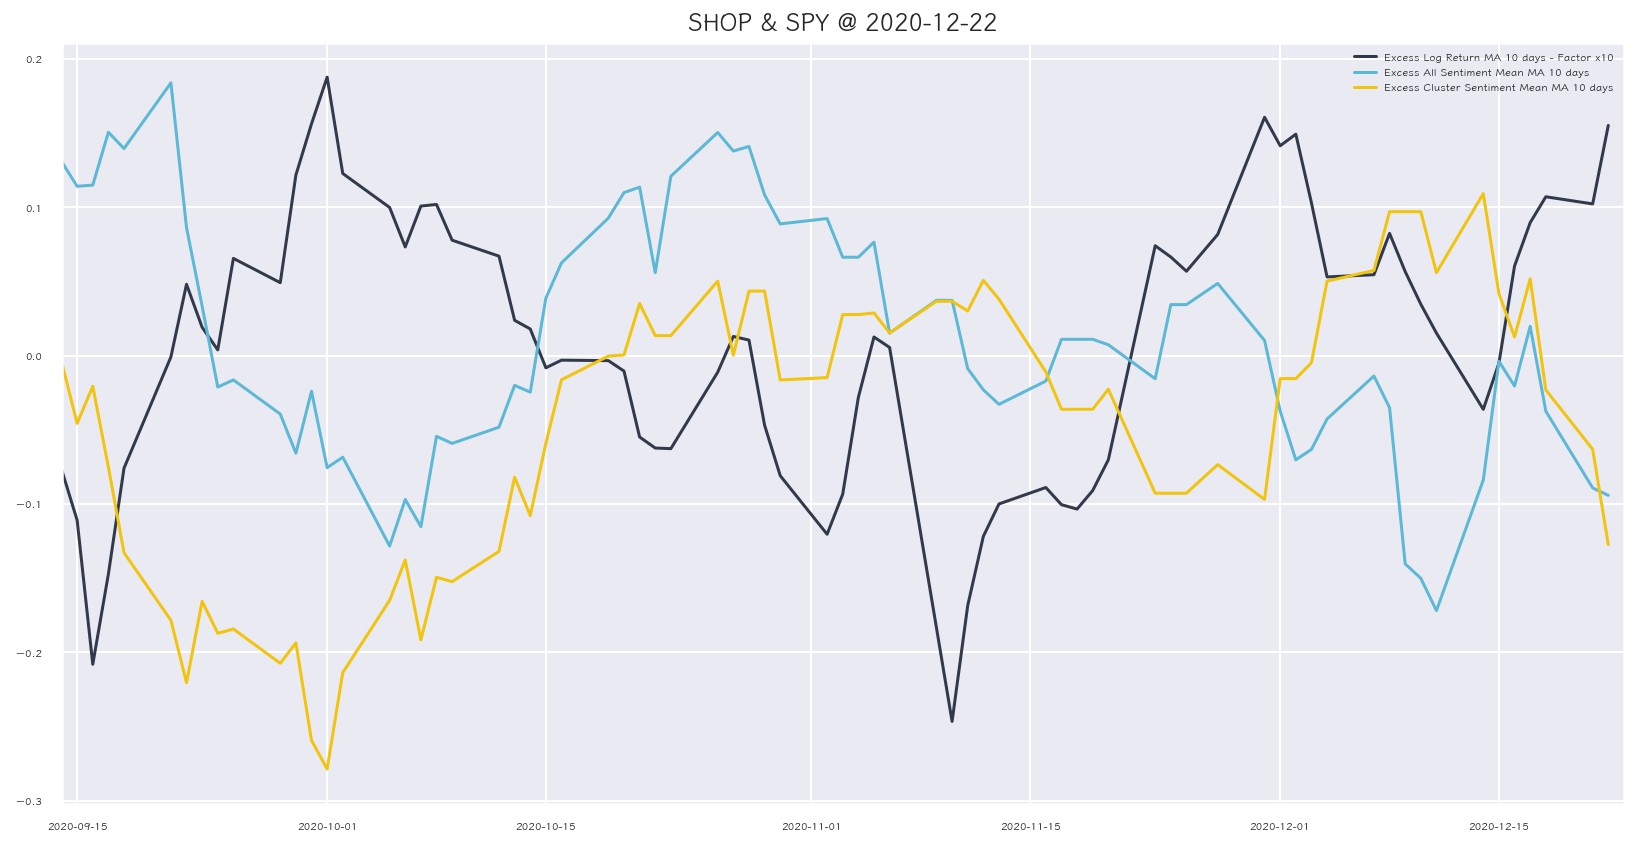 SHOP & SPY @ 2020-12-22
Excess Log Return MA 10 days - Factor x10
Excess All Sentiment Mean MA 10 days
Excess Cluster Sentiment Mean MA 10 days
0.2
0.1
0.0
−0.1
−0.2
−0.3
2020-09-15 2020-10-01 2020-10-15 2020-11-01 2020-11-15 2020-12-01 2020-12-15